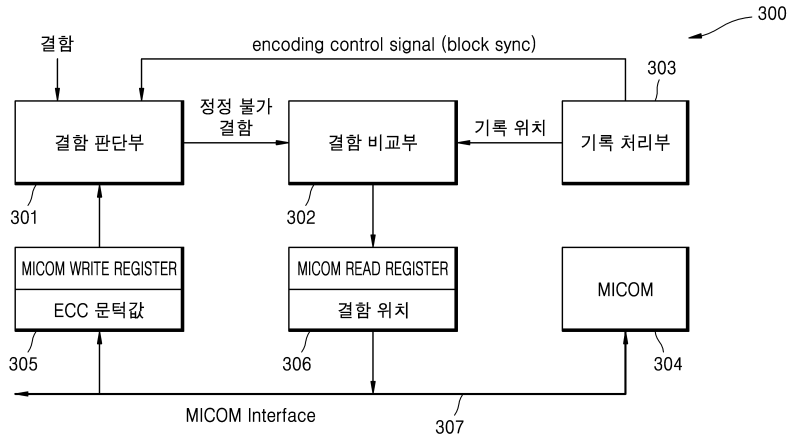 300
결함
encoding control signal (block sync)
303
결함 판단부
정정 불가
결함
결함 비교부
기록 위치
기록 처리부
301
302
MICOM WRITE REGISTER
ECC 문턱값
MICOM READ REGISTER
결함 위치
MICOM
305
306
304
MICOM Interface
307